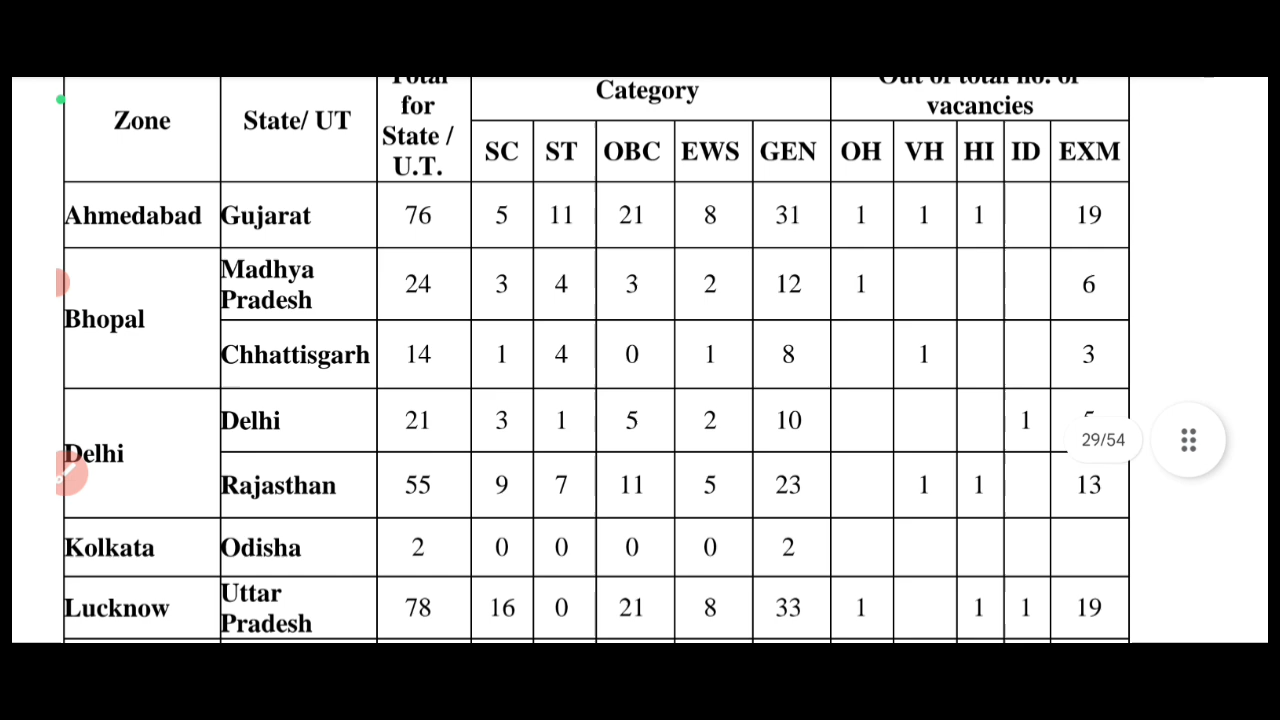 Total
for
State /
U.T.
Zone State/ UT Category Out of total no. of
vacancies
SC ST OBC EWS GEN OH VH HI ID EXM
Ahmedabad Gujarat 76 5 11 21 8 31 1 1 1 19
Bhopal
Madhya
Pradesh 24 3 4 3 2 12 1 6
Chhattisgarh 14 1 4 0 1 8 1 3
Delhi
Delhi 21 3 1 5 2 10 1
29/54
Rajasthan 55 9 7 11 5 23 1 1 13
Kolkata Odisha 2 0 0 0 0 2
Lucknow Uttar
Pradesh 78 16 0 21 8 33 1 1 1 19